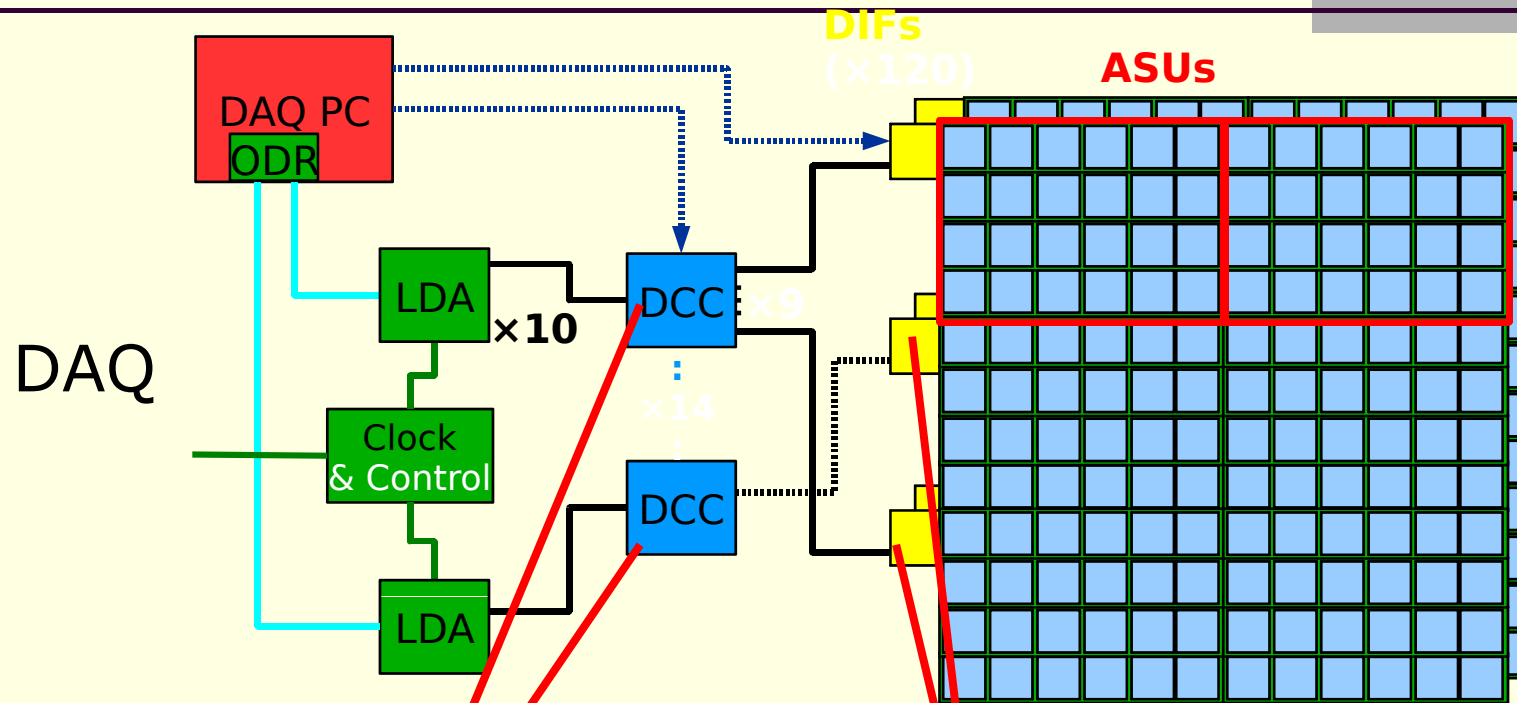 DIFs
(×120)
ASUs
DAQ PC
ODR
LDA
×10
DCC
×9
DAQ
×14
Clock
& Control
DCC
LDA